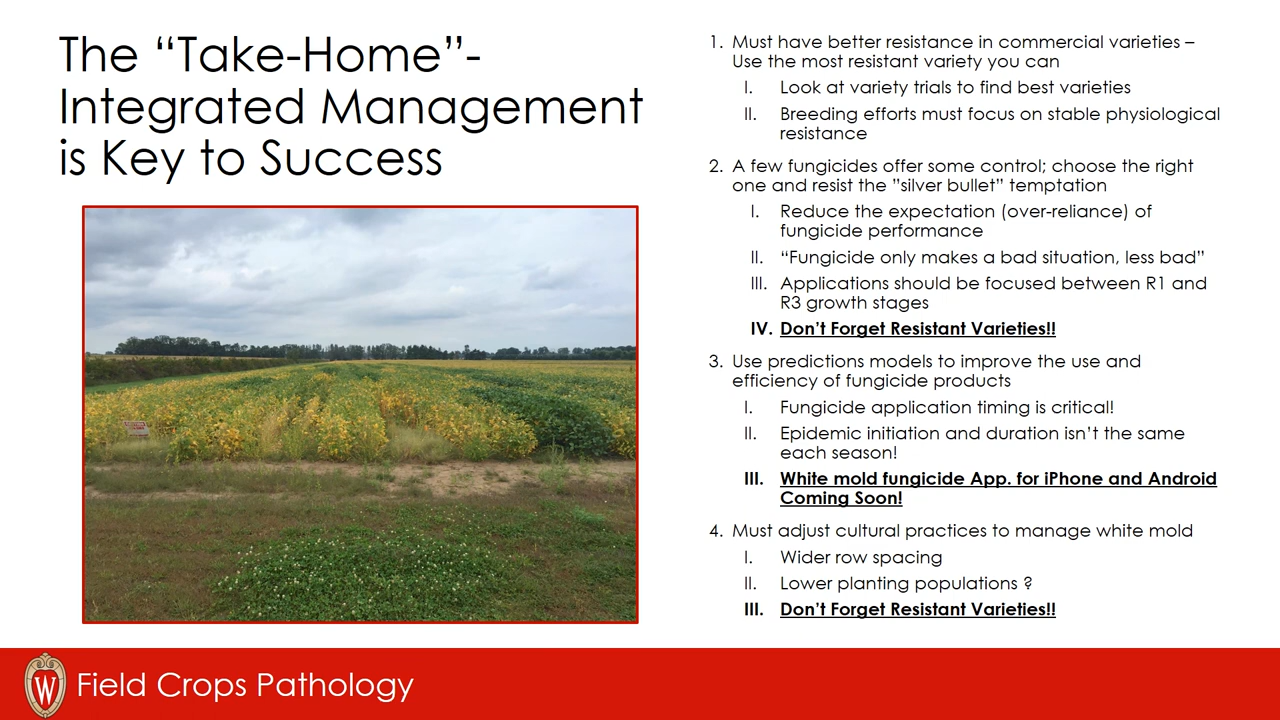 The “Take-Home”-
Integrated Management
is Key to Success
1. Must have better resistance in commercial varieties –
Use the most resistant variety you can
I. Look at variety trials to find best varieties
II. Breeding efforts must focus on stable physiological
resistance
2. A few fungicides offer some control; choose the right
one and resist the ”silver bullet” temptation
I. Reduce the expectation (over-reliance) of
fungicide performance
II. “Fungicide only makes a bad situation, less bad”
III. Applications should be focused between R1 and
R3 growth stages
IV. Don’t Forget Resistant Varieties!!
3. Use predictions models to improve the use and
efficiency of fungicide products
I. Fungicide application timing is critical!
II. Epidemic initiation and duration isn’t the same
each season!
III. White mold fungicide App. for iPhone and Android
Coming Soon!
4. Must adjust cultural practices to manage white mold
I. Wider row spacing
II. Lower planting populations ?
III. Don’t Forget Resistant Varieties!!
W
Field Crops Pathology